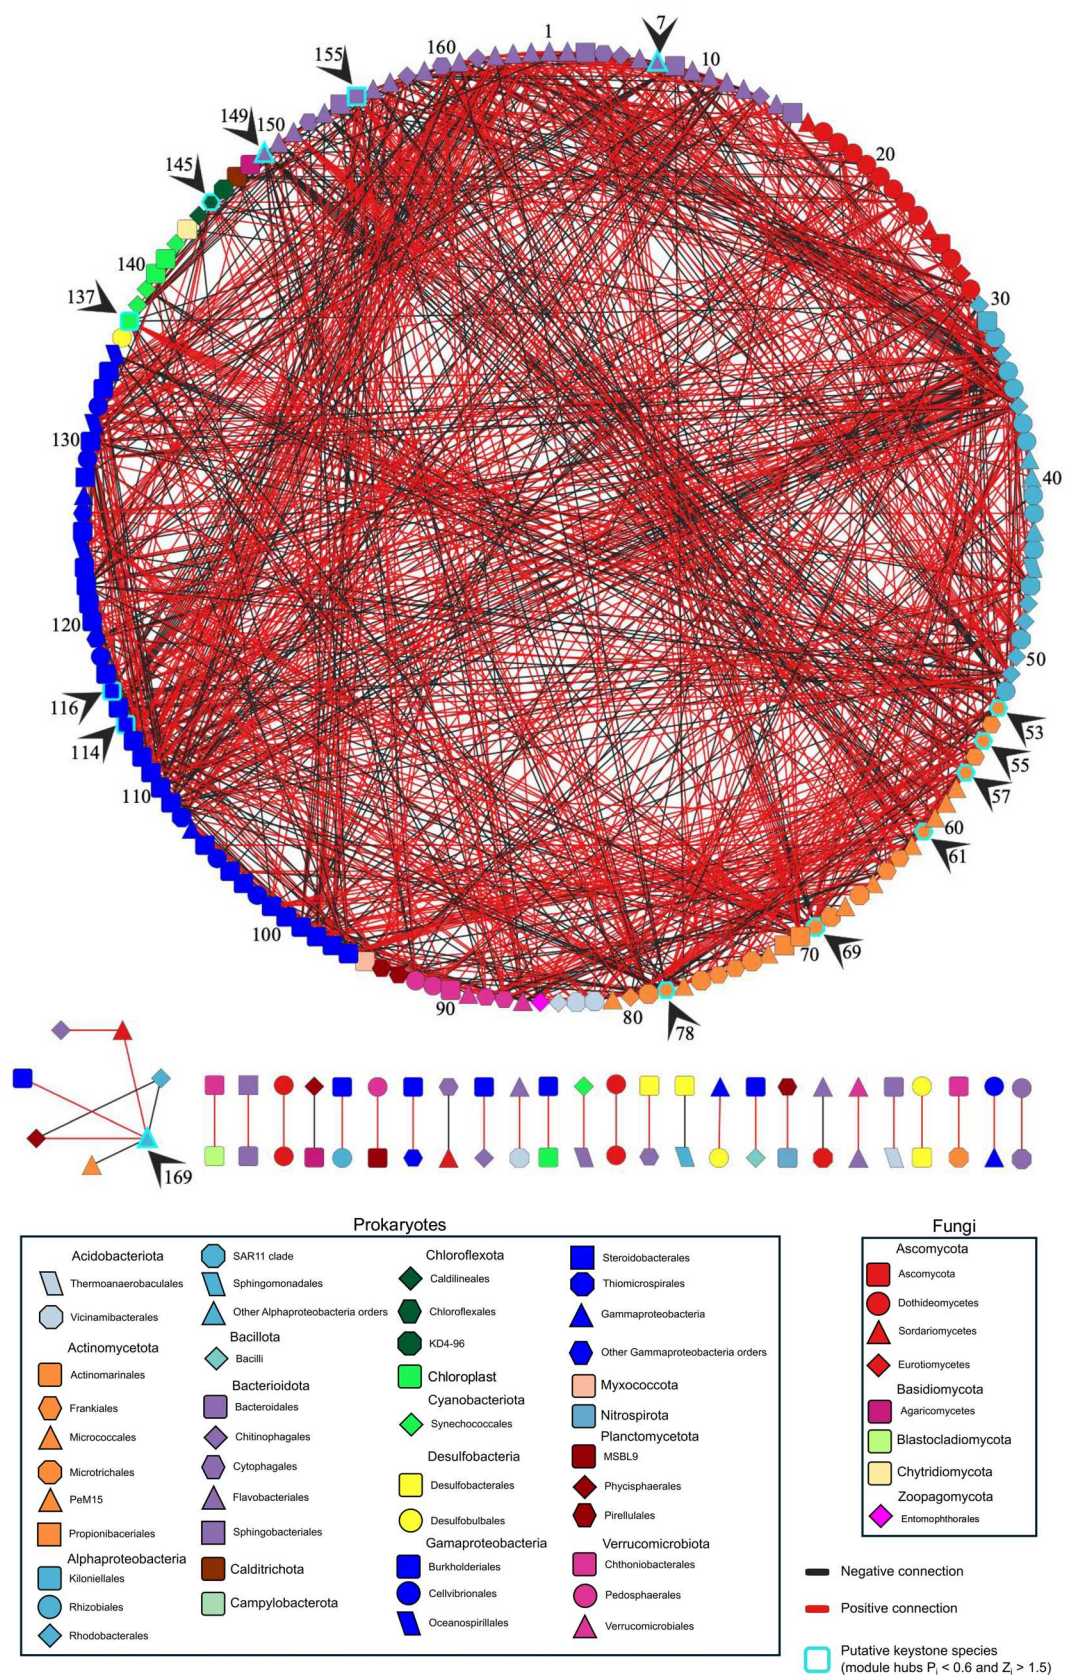 7
1
160
10
155
149
150
20
145
140
30
137
130
40
120
50
116
53
114
55
110
57
60
61
100
70
69
90
80
78
169
Prokaryotes
Acidobacteriota
Thermoanaerobaculales
Vicinamibacterales
Actinomycetota
Actinomarinales
Frankiales
Micrococcales
Microtrichales
PeM15
Propionibaceriales
Alphaproteobacteria
Kiloniellales
Rhizobiales
Rhodobacterales
SAR11 clade
Sphingomonadales
Other Alphaproteobacteria orders
Bacillota
Bacilli
Bacterioidota
Bacteroidales
Chitinophagales
Cytophagales
Flavobacteriales
Sphingobacteriales
Calditrichota
Campylobacterota
Chloroflexota
Caldilineales
Chloroflexales
KD4-96
Chloroplast
Cyanobacteriota
Synechococcales
Desulfobacteria
Desulfobacterales
Desulfobulbales
Gamaproteobacteria
Burkholderiales
Cellvibrionales
Oceanospirillales
Steroidobacterales
Thiomicrospirales
Gammaproteobacteria
Other Gammaproteobacteria orders
Myxococcota
Nitrospirota
Planctomycetota
MSBL9
Phycisphaerales
Pirellulales
Verrucomicrobiota
Chthoniobacterales
Pedosphaerales
Verrucomicrobiales
Fungi
Ascomycota
Ascomycota
Dothideomycetes
Sordariomycetes
Eurotiomycetes
Basidiomycota
Agaricomycetes
Blastocladiomycota
Chytridiomycota
Zoopagomycota
Entomophthorales
Negative connection
Positive connection
Putative keystone species
(module hubs Pi < 0.6 and Zi > 1.5)